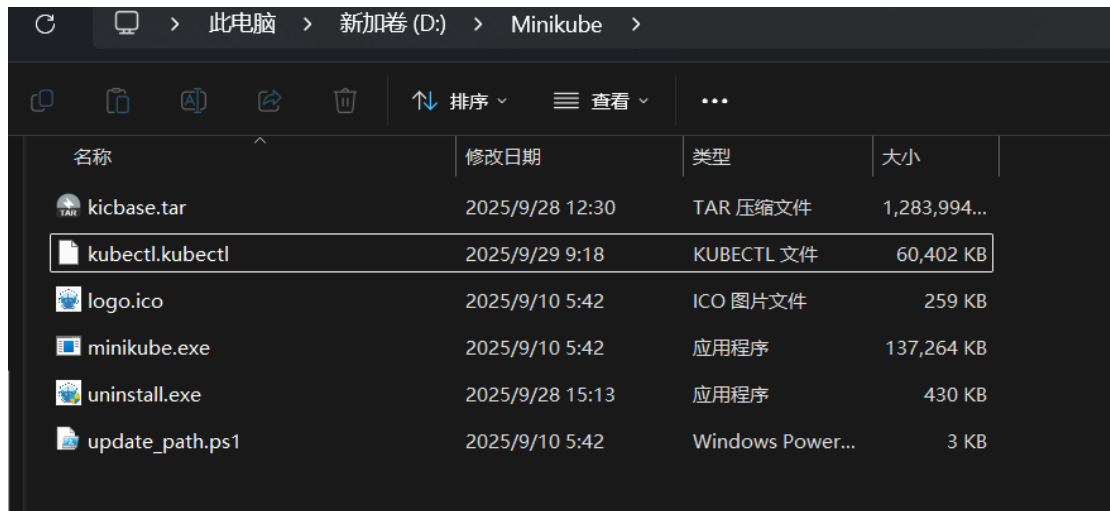 此电脑 > 新加卷 (D:) > Minikube >
排序 查看 ...
名称 修改日期 类型 大小
kicbase.tar 2025/9/28 12:30 TAR 压缩文件 1,283,994...
kubectl.kubectl 2025/9/29 9:18 KUBECTL 文件 60,402 KB
logo.ico 2025/9/10 5:42 ICO 图片文件 259 KB
minikube.exe 2025/9/10 5:42 应用程序 137,264 KB
uninstall.exe 2025/9/28 15:13 应用程序 430 KB
update_path.ps1 2025/9/10 5:42 Windows Power... 3 KB